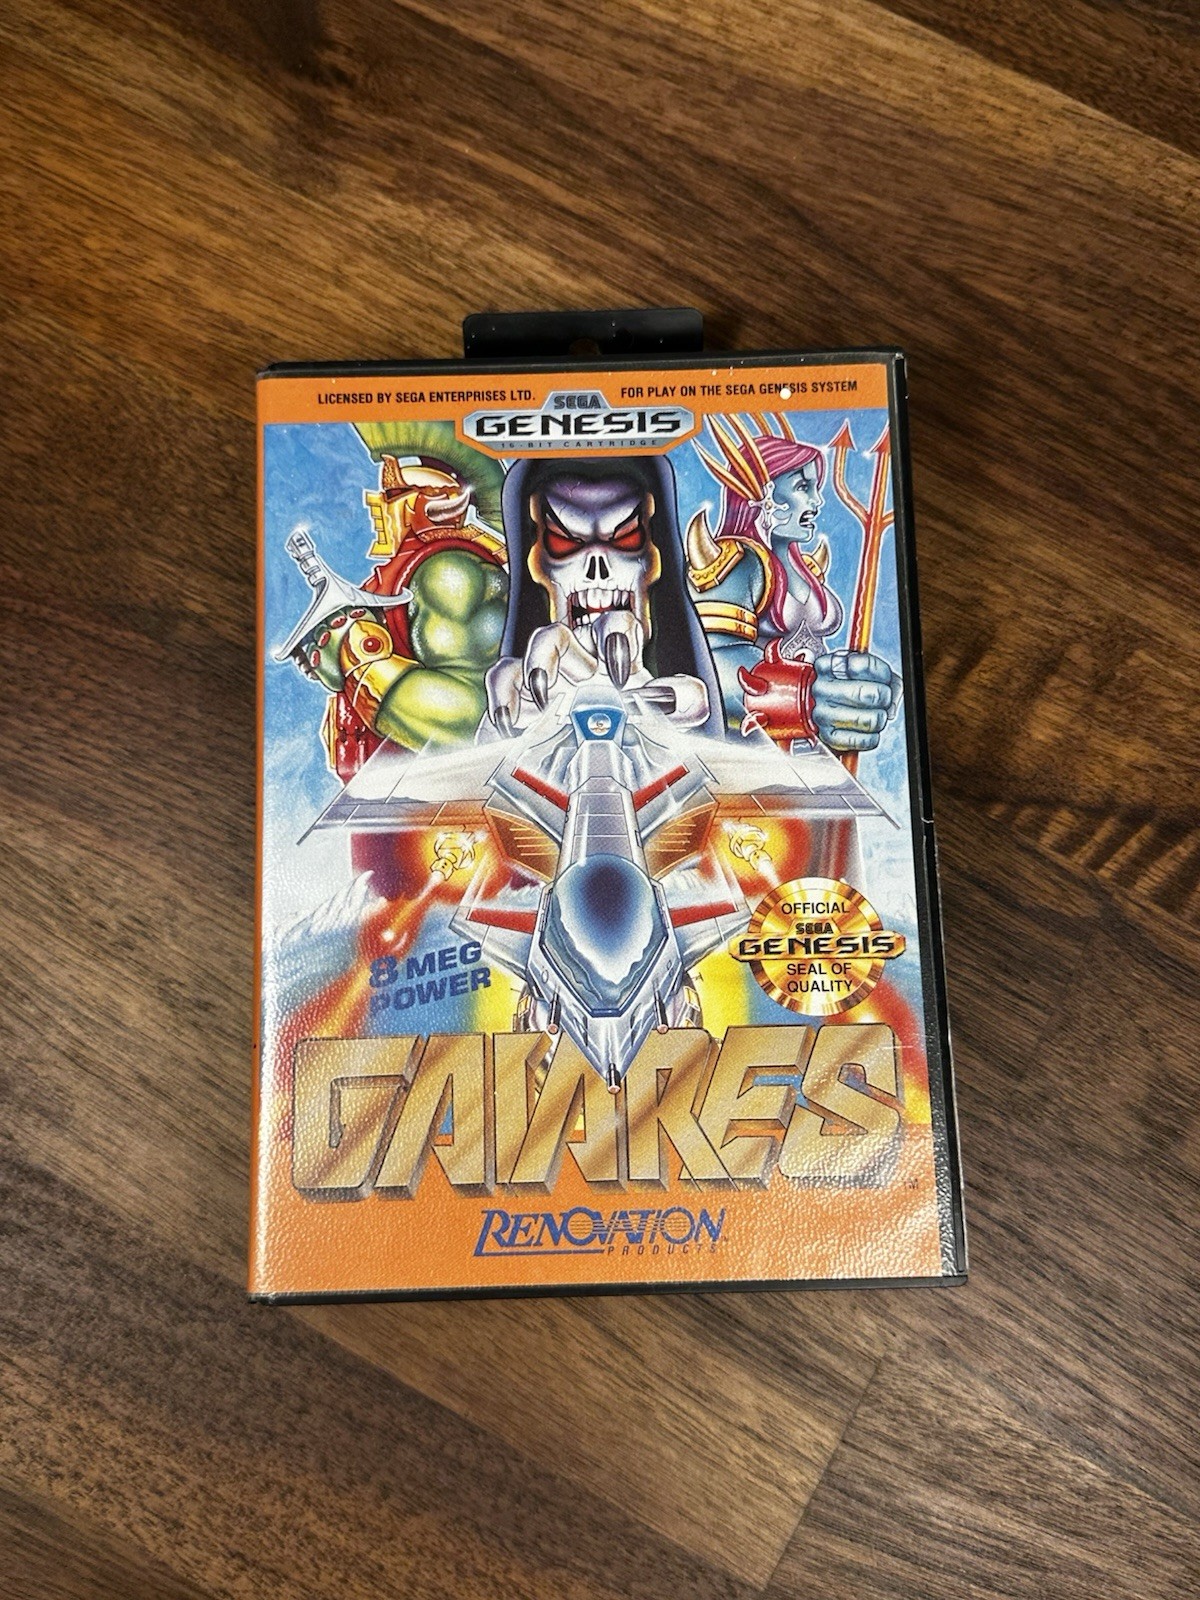 LICENSED BY SEGA ENTERPRISES LTD.
SEGA
GENESIS
16-BIT CARTRIDGE
FOR PLAY ON THE SEGA GENESIS SYSTEM
8 MEG
POWER
OFFICIAL
SEGA
GENESIS
SEAL OF
QUALITY
GAIARES
TM
RENOVATION
PRODUCTS